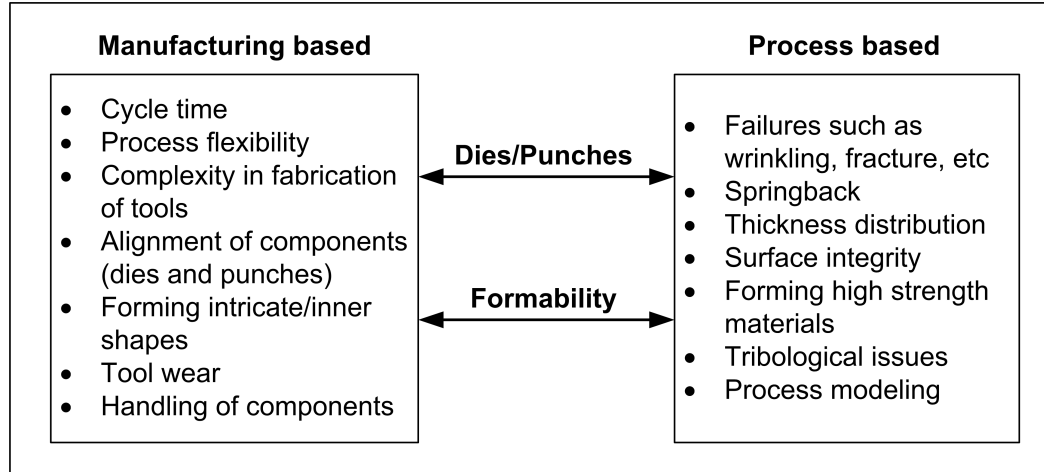 Manufacturing based
• Cycle time
• Process flexibility
• Complexity in fabrication
of tools
• Alignment of components
(dies and punches)
• Forming intricate/inner
shapes
• Tool wear
• Handling of components
Dies/Punches
Formability
Process based
• Failures such as
wrinkling, fracture, etc
• Springback
• Thickness distribution
• Surface integrity
• Forming high strength
materials
• Tribological issues
• Process modeling